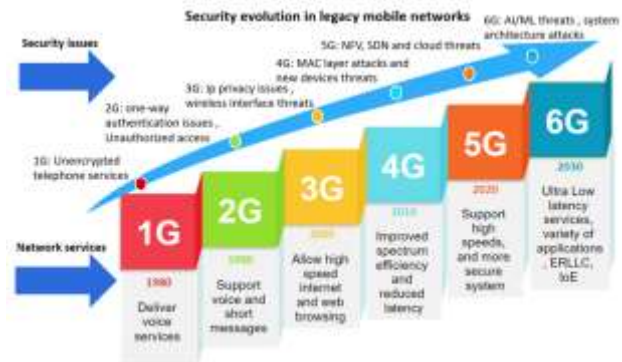 Security evolution in legacy mobile networks
6G: AI/ML threats , system
architecture attacks
Security issues
5G: NFV, SDN and cloud threats
4G: MAC layer attacks and
new devices threats
3G: Ip privacy issues ,
wireless interface threats
2G: one-way
authentication issues ,
Unauthorized access
1G: Unencrypted
telephone services
Network services
1G
1980
Deliver
voice
services
2G
1990
Support
voice and
short
messages
3G
2000
Allow high
speed
internet
and web
browsing
4G
2010
Improved
spectrum
efficiency
and
reduced
latency
5G
2020
Support
high
speeds,
and more
secure
system
6G
2030
Ultra Low
latency
services,
variety of
applications
, ERLLC,
IoE